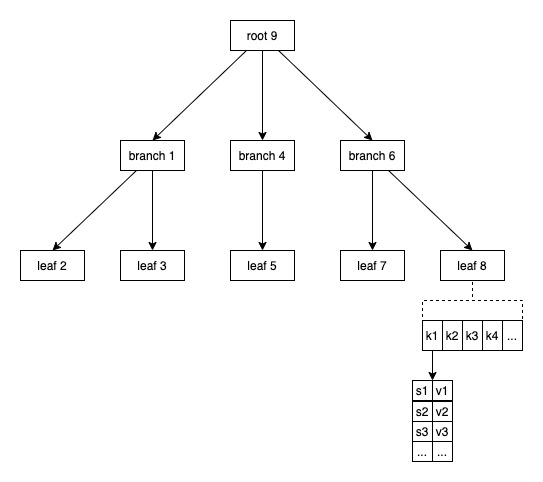 root 9
branch 1
branch 4
branch 6
leaf 2
leaf 3
leaf 5
leaf 7
leaf 8
k1 k2 k3 k4 ...
s1 v1
s2 v2
s3 v3
... ...